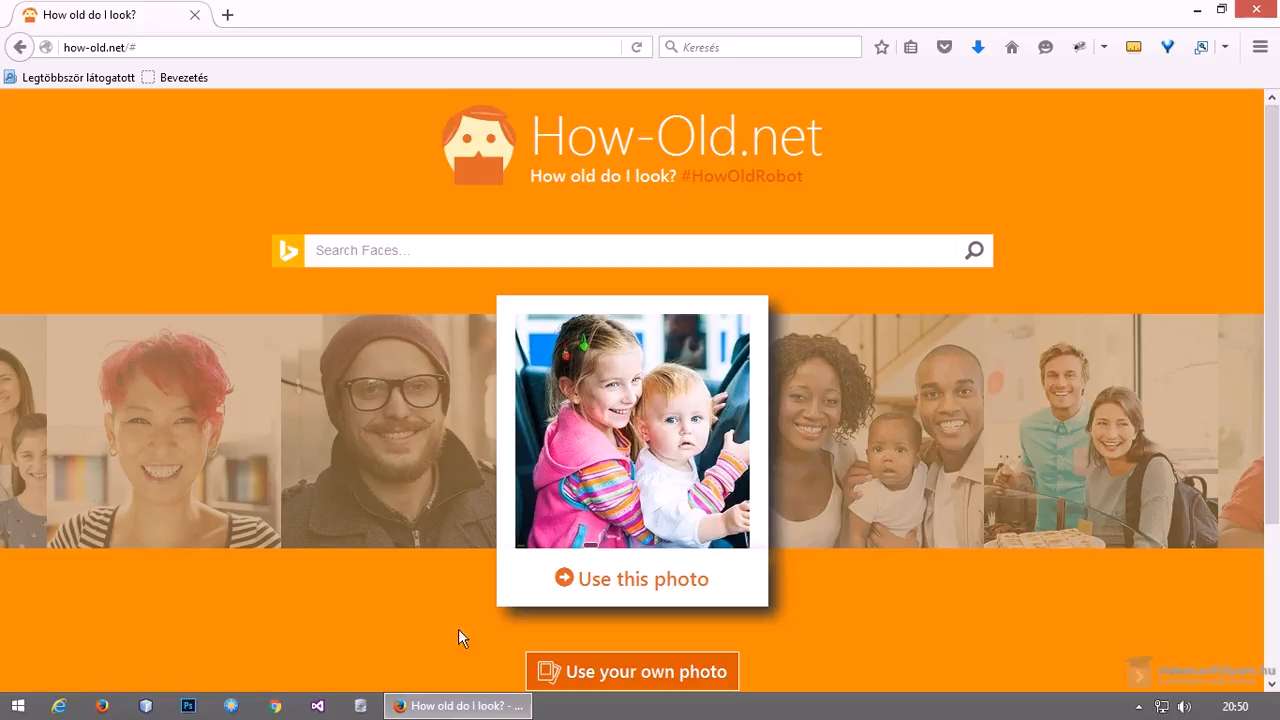 How old do I look?
how-old.net/#
Keresés
Legtöbbször látogatott
Bevezetés
How-Old.net
How old do I look? #HowOldRobot
Search Faces...
Use this photo
Use your own photo
How old do I look? - ...
20:50